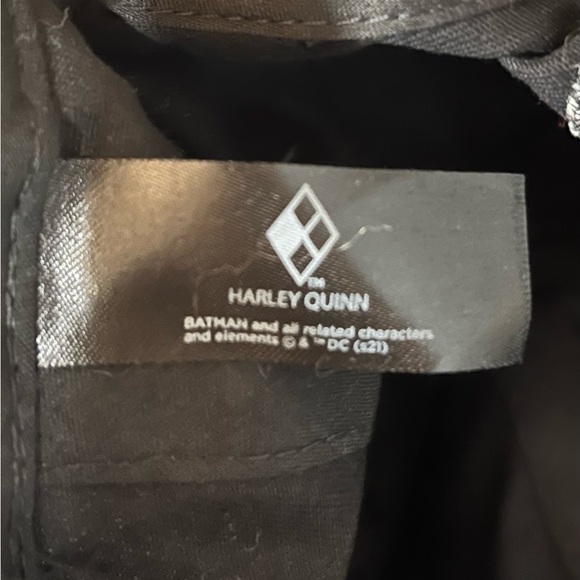 TM
HARLEY QUINN
BATMAN and all related characters
and elements © & ™ DC (s21)